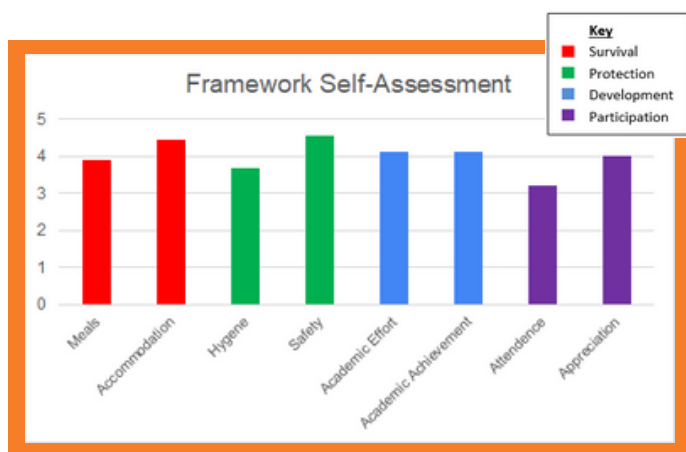 Key
Survival
Protection
Development
Participation
Framework Self-Assessment
5
4
3
2
1
0
Meals
Accommodation
Hygene
Safety
Academic Effort
Academic Achievement
Attendence
Appreciation